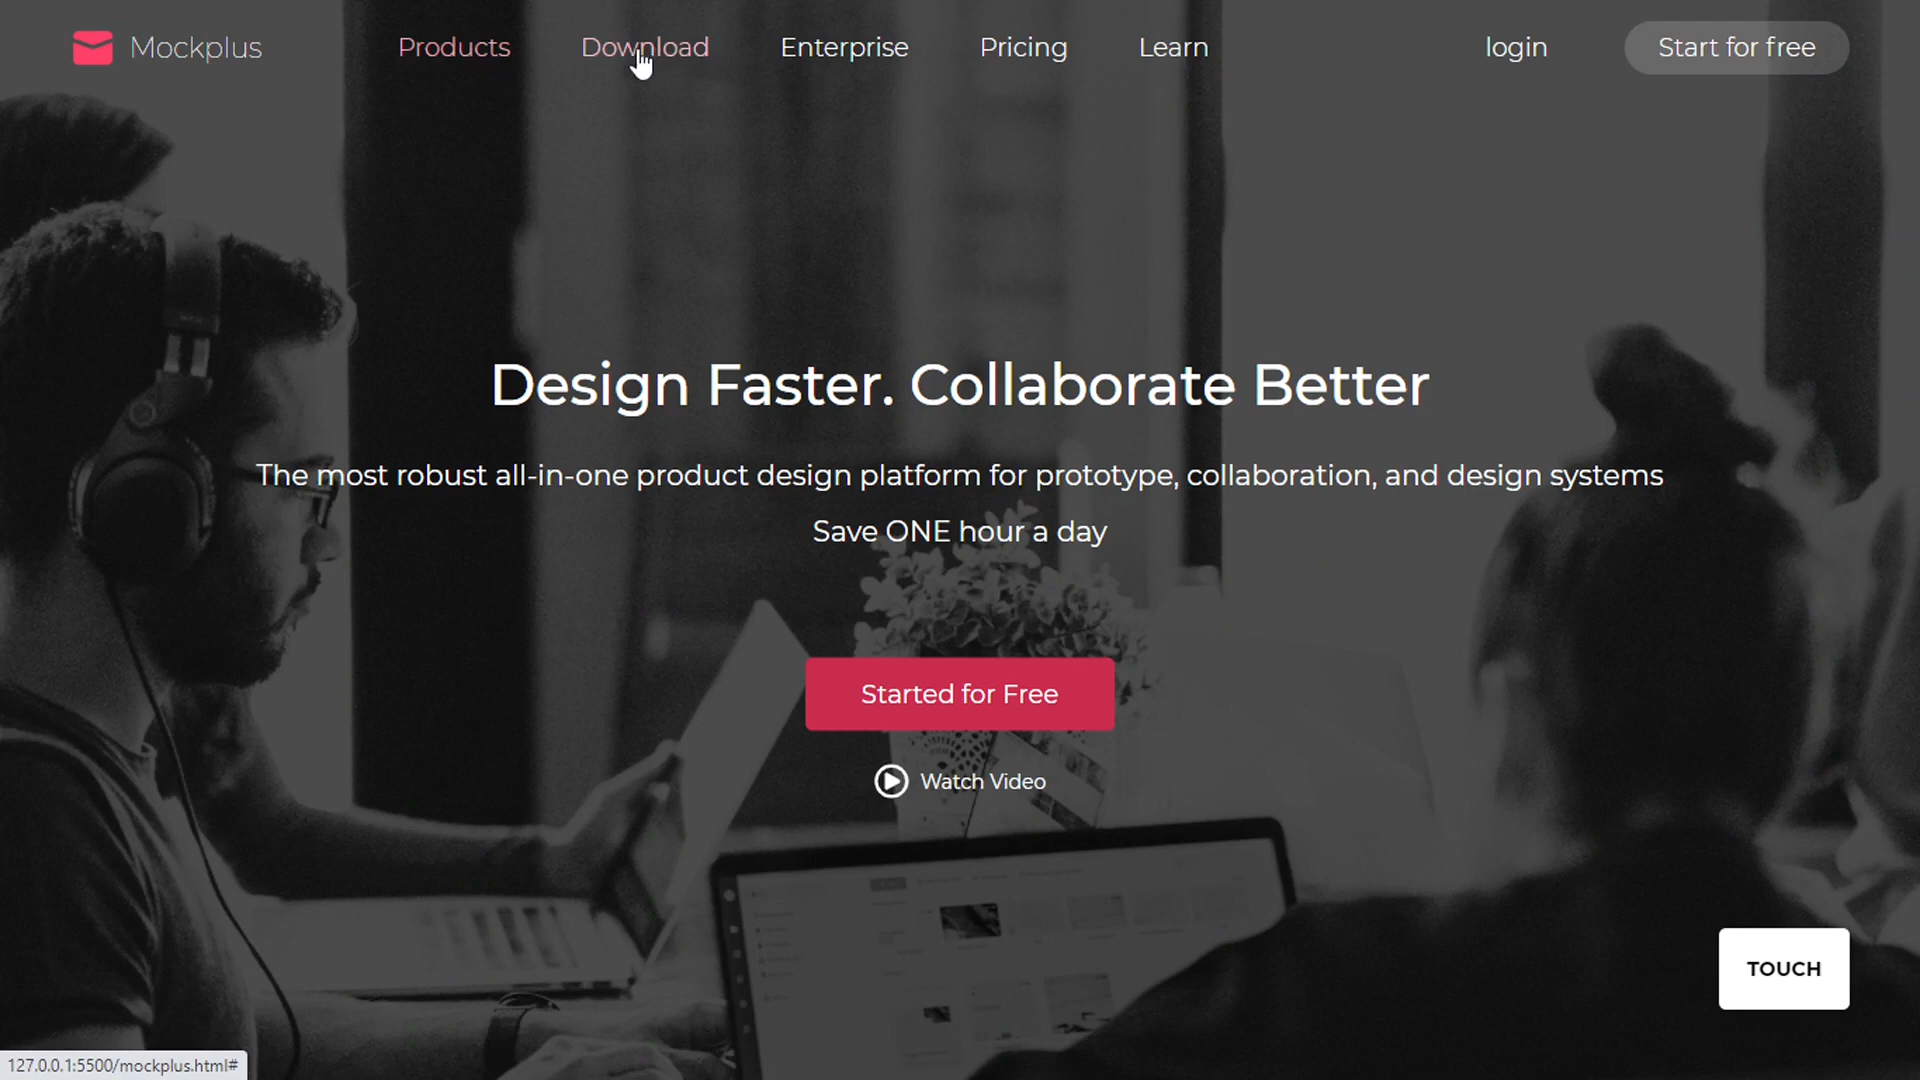 Mockplus Products Download Enterprise Pricing Learn login Start for free
Design Faster. Collaborate Better
The most robust all-in-one product design platform for prototype, collaboration, and design systems
Save ONE hour a day
Started for Free
Watch Video
TOUCH
127.0.0.1:5500/mockplus.html#